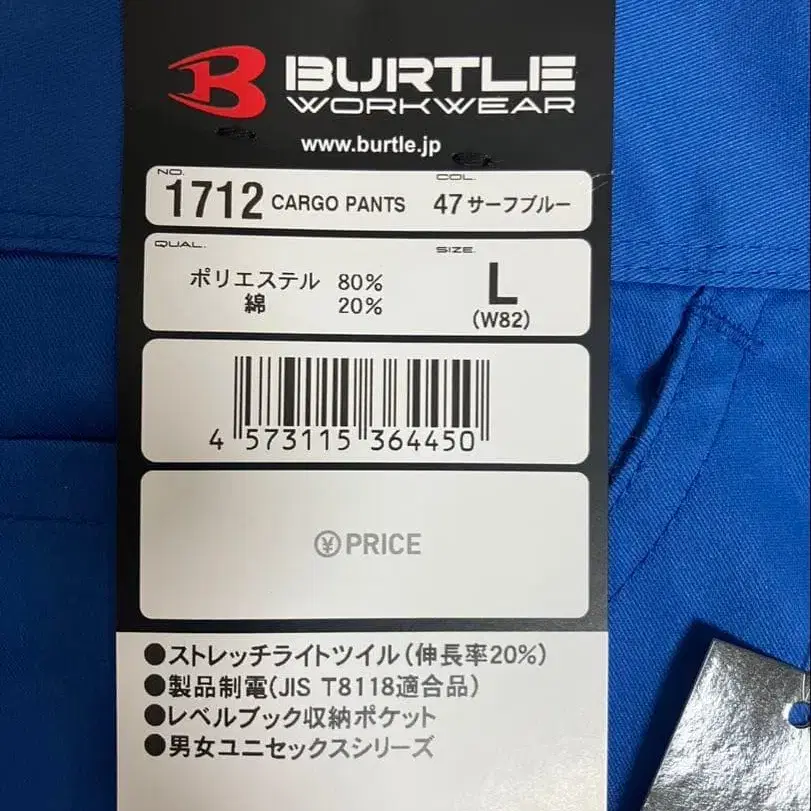 BURTLE
WORKWEAR
www.burtle.jp
NO. COL.
1712 CARGO PANTS 47 サーフブルー
QUAL. SIZE
ポリエステル 80% L
綿 20% (W82)
4 573115 364450
¥ PRICE
●ストレッチライトツイル(伸長率20%)
●製品制電(JIS T8118適合品)
●レベルブック収納ポケット
●男女ユニセックスシリーズ